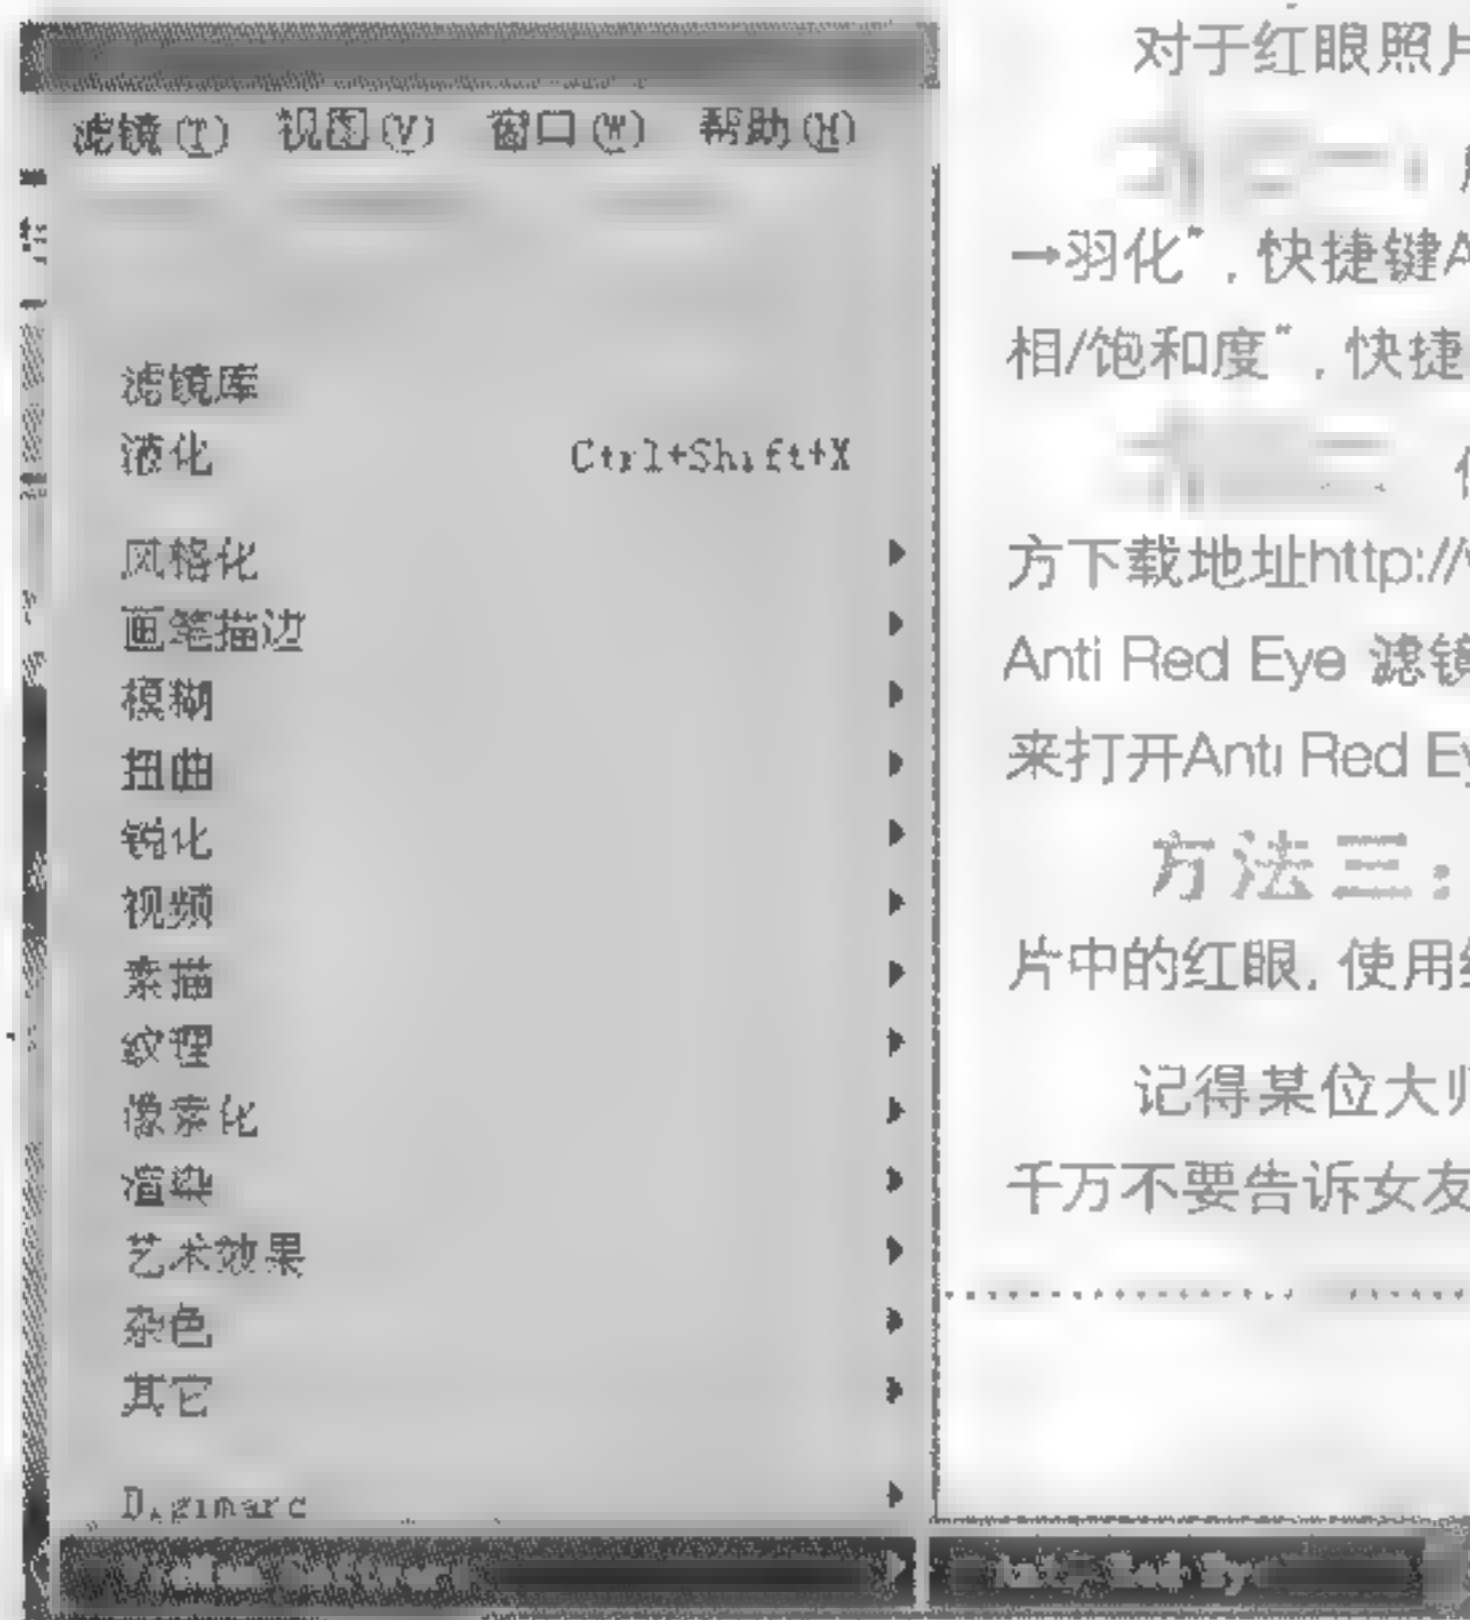 滤镜(T) 视图(V) 窗口(W) 帮助(H)
滤镜库
液化 Ctrl+Shift+X
风格化
画笔描边
模糊
扭曲
锐化
视频
素描
纹理
像素化
渲染
艺术效果
杂色
其它
Digimarc
对于红眼照片
→羽化", 快捷键A
相/饱和度", 快捷
方下载地址http://
Anti Red Eye 滤镜
来打开Anti Red Ey
方法三：
片中的红眼, 使用
记得某位大师
千万不要告诉女友